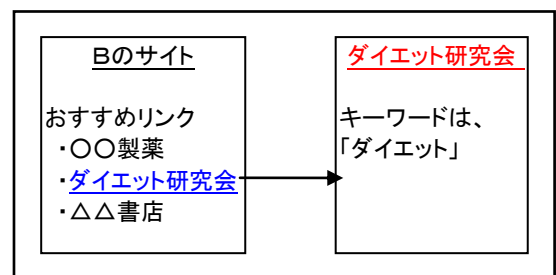 Bのサイト
おすすめリンク
・〇〇製薬
・ダイエット研究会
・△△書店
ダイエット研究会
キーワードは、
「ダイエット」